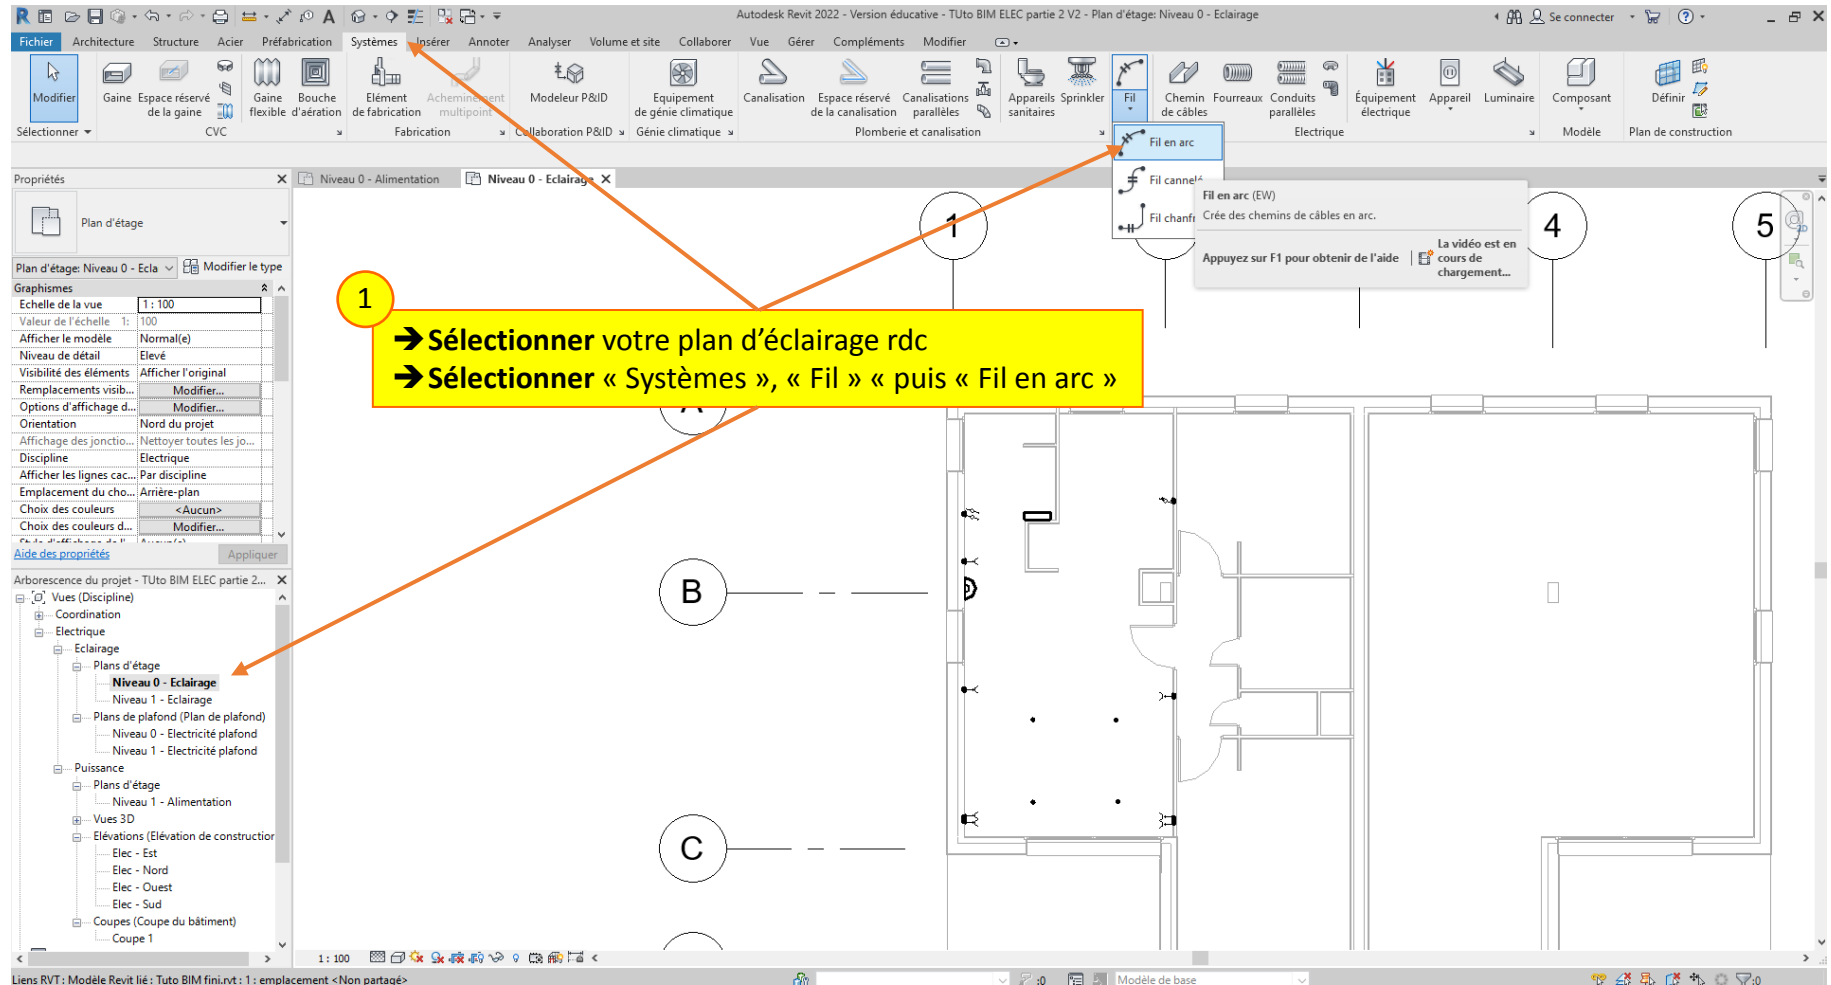 Autodesk Revit 2022 - Version éducative - TUto BIM ELEC partie 2 V2 - Plan d'étage: Niveau 0 - Eclairage
Se connecter
Fichier Architecture Structure Acier Préfabrication Systèmes Insérer Annoter Analyser Volume et site Collaborer Vue Gérer Compléments Modifier
Modifier
Gaine
Espace réservé
de la gaine
Gaine
flexible
Bouche
d'aération
Elément
de fabrication
Acheminement
multipoint
Modeleur P&ID
Equipement
de génie climatique
Canalisation
Espace réservé
de la canalisation
Canalisations
parallèles
Appareils
sanitaires
Sprinkler
Fil
Chemin
de câbles
Fourreaux
Conduits
parallèles
Équipement
électrique
Appareil
Luminaire
Composant
Définir
Sélectionner CVC Fabrication Collaboration P&ID Génie climatique Plomberie et canalisation Electrique Modèle Plan de construction
Fil en arc
Fil cannelé
Fil chanfr
Fil en arc (EW)
Crée des chemins de câbles en arc.
Appuyez sur F1 pour obtenir de l'aide
La vidéo est en
cours de
chargement...
Propriétés
Niveau 0 - Alimentation
Niveau 0 - Eclairage
Plan d'étage
Plan d'étage: Niveau 0 - Ecla
Modifier le type
Graphismes
Echelle de la vue 1 : 100
Valeur de l'échelle 1: 100
Afficher le modèle Normal(e)
Niveau de détail Elevé
Visibilité des éléments Afficher l'original
Remplacements visib... Modifier...
Options d'affichage d... Modifier...
Orientation Nord du projet
Affichage des jonctio... Nettoyer toutes les jo...
Discipline Electrique
Afficher les lignes cac... Par discipline
Emplacement du cho... Arrière-plan
Choix des couleurs <Aucun>
Choix des couleurs d... Modifier...
Aide des propriétés
Appliquer
Arborescence du projet - TUto BIM ELEC partie 2...
Vues (Discipline)
Coordination
Electrique
Eclairage
Plans d'étage
Niveau 0 - Eclairage
Niveau 1 - Eclairage
Plans de plafond (Plan de plafond)
Niveau 0 - Electricité plafond
Niveau 1 - Electricité plafond
Puissance
Plans d'étage
Niveau 1 - Alimentation
Vues 3D
Elévations (Elévation de construction
Elec - Est
Elec - Nord
Elec - Ouest
Elec - Sud
Coupes (Coupe du bâtiment)
Coupe 1
1
➔ Sélectionner votre plan d'éclairage rdc
➔ Sélectionner « Systèmes », « Fil » « puis « Fil en arc »
1
4
5
A
B
C
1 : 100
Liens RVT : Modèle Revit lié : Tuto BIM fini.rvt : 1 : emplacement <Non partagé>
:0
Modèle de base
:0